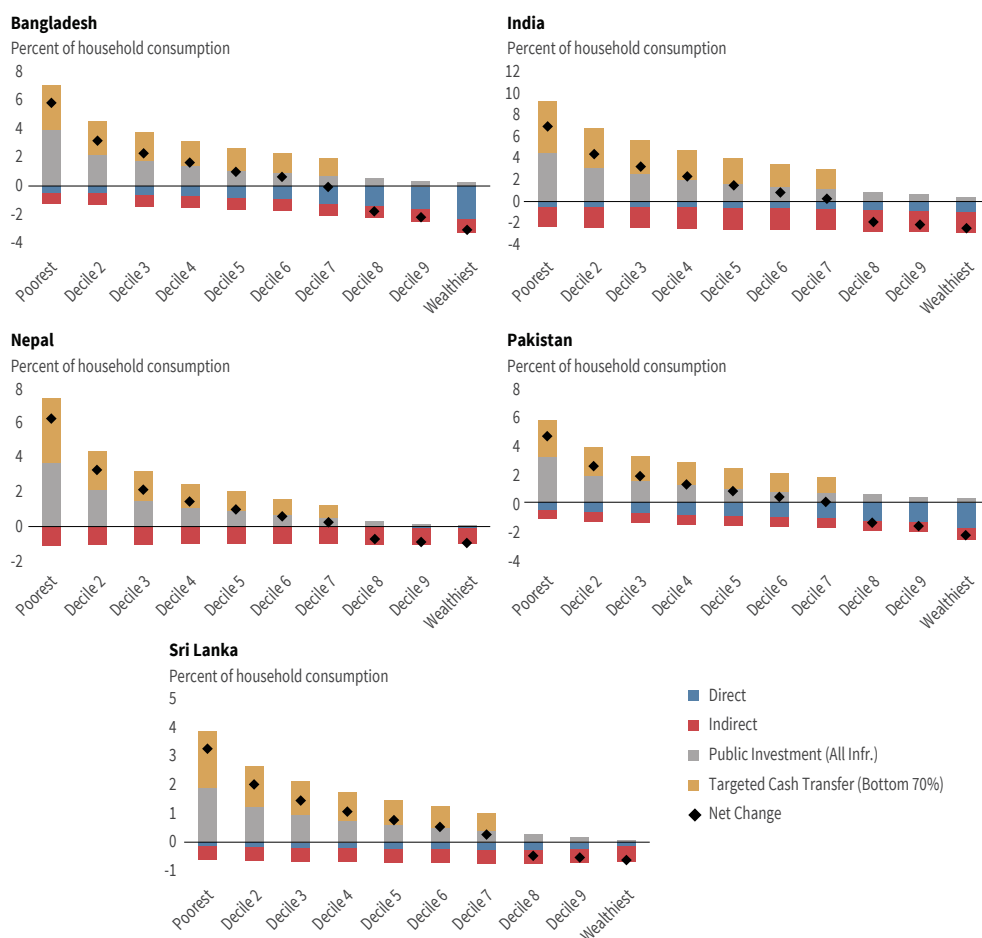 Bangladesh
Percent of household consumption
8
6
4
2
0
-2
-4
Poorest
Decile 2
Decile 3
Decile 4
Decile 5
Decile 6
Decile 7
Decile 8
Decile 9
Wealthiest
India
Percent of household consumption
12
10
8
6
4
2
0
-2
-4
Poorest
Decile 2
Decile 3
Decile 4
Decile 5
Decile 6
Decile 7
Decile 8
Decile 9
Wealthiest
Nepal
Percent of household consumption
8
6
4
2
0
-2
Poorest
Decile 2
Decile 3
Decile 4
Decile 5
Decile 6
Decile 7
Decile 8
Decile 9
Wealthiest
Pakistan
Percent of household consumption
8
6
4
2
0
-2
-4
Poorest
Decile 2
Decile 3
Decile 4
Decile 5
Decile 6
Decile 7
Decile 8
Decile 9
Wealthiest
Sri Lanka
Percent of household consumption
5
4
3
2
1
0
-1
Poorest
Decile 2
Decile 3
Decile 4
Decile 5
Decile 6
Decile 7
Decile 8
Decile 9
Wealthiest
Direct
Indirect
Public Investment (All Infr.)
Targeted Cash Transfer (Bottom 70%)
Net Change